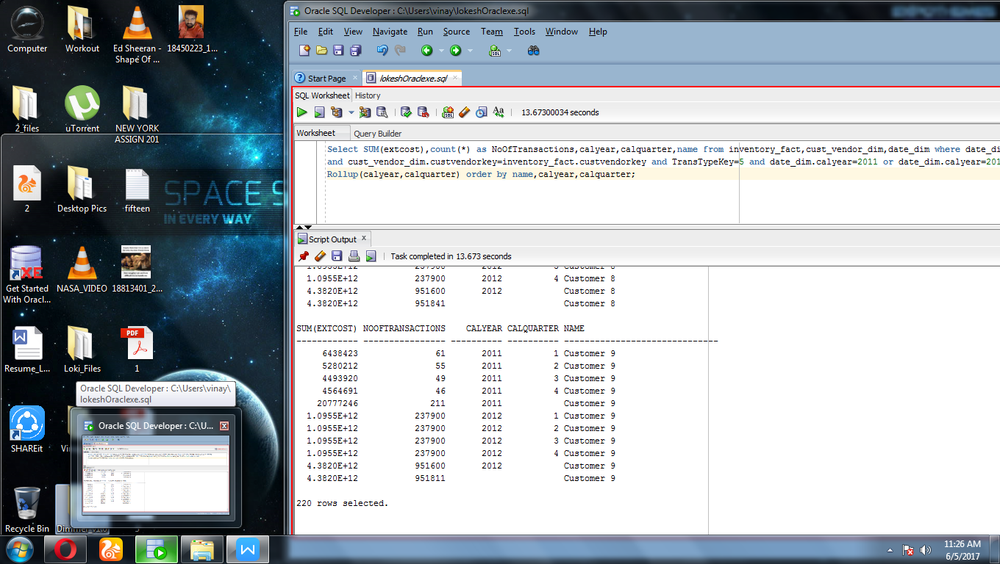 Computer
Workout
Ed Sheeran - Shape Of ...
18450223_1...
2_files
uTorrent
NEW YORK ASSIGN 201
2
Desktop Pics
fifteen
SPACE S
IN EVERY WAY
XE
Get Started With Oracl...
NASA_VIDEO
18813401_2...
W
Resume_L...
Loki_Files
PDF
1
SHAREit
Recycle Bin
Oracle SQL Developer : C:\Users\vinay\
lokeshOraclexe.sql
Oracle SQL Developer : C:\U...
Oracle SQL Developer : C:\Users\vinay\lokeshOraclexe.sql
File Edit View Navigate Run Source Team Tools Window Help
Start Page
lokeshOraclexe.sql
SQL Worksheet History
13.67300034 seconds
Worksheet Query Builder
Select SUM(extcost),count(*) as NoOfTransactions,calyear,calquarter,name from inventory_fact,cust_vendor_dim,date_dim where date_di
and cust_vendor_dim.custvendorkey=inventory_fact.custvendorkey and TransTypeKey=5 and date_dim.calyear=2011 or date_dim.calyear=201
Rollup(calyear,calquarter) order by name,calyear,calquarter;
Script Output
Task completed in 13.673 seconds
1.0955E+12 237900 2012 3 Customer 8
1.0955E+12 237900 2012 4 Customer 8
4.3820E+12 951600 2012 Customer 8
4.3820E+12 951841 Customer 8
SUM(EXTCOST) NOOFTRANSACTIONS CALYEAR CALQUARTER NAME
------------ ---------------- ---------- ---------- ------------------------------
6438423 61 2011 1 Customer 9
5280212 55 2011 2 Customer 9
4493920 49 2011 3 Customer 9
4564691 46 2011 4 Customer 9
20777246 211 2011 Customer 9
1.0955E+12 237900 2012 1 Customer 9
1.0955E+12 237900 2012 2 Customer 9
1.0955E+12 237900 2012 3 Customer 9
1.0955E+12 237900 2012 4 Customer 9
4.3820E+12 951600 2012 Customer 9
4.3820E+12 951811 Customer 9
220 rows selected.
11:26 AM
6/5/2017